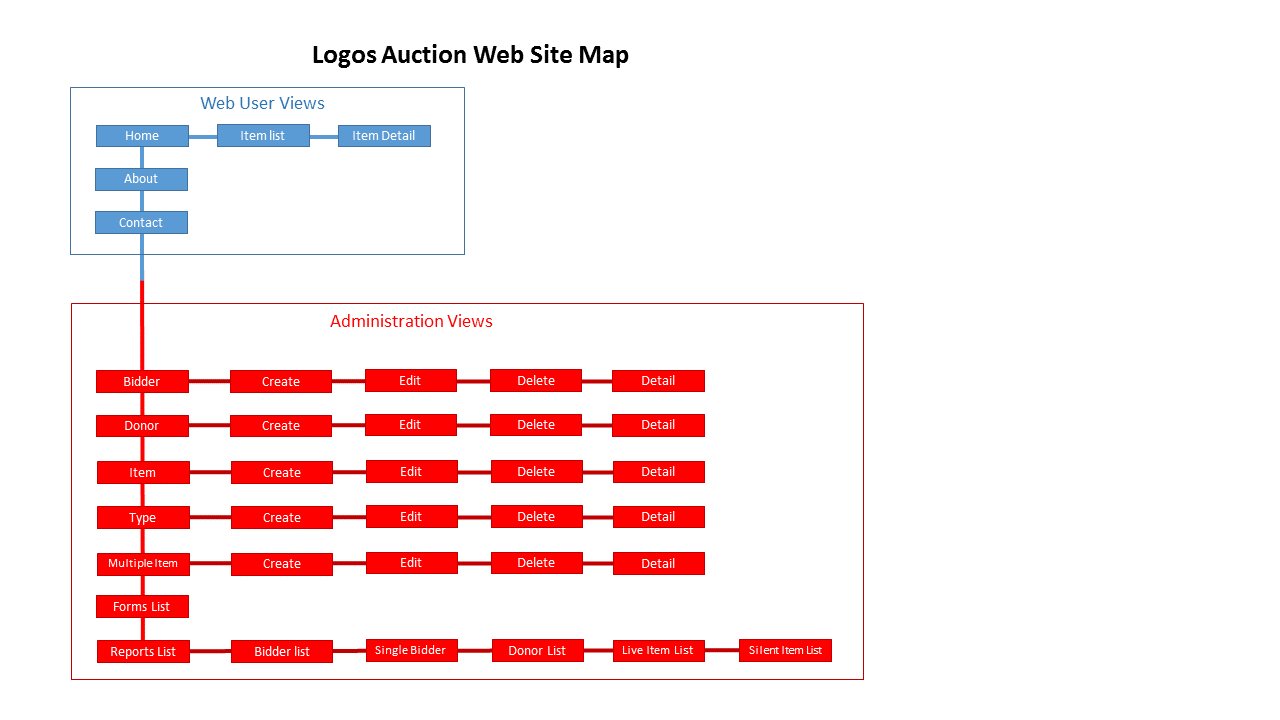 Logos Auction Web Site Map
Web User Views
Home Item list Item Detail
About
Contact
Administration Views
Bidder Create Edit Delete Detail
Donor Create Edit Delete Detail
Item Create Edit Delete Detail
Type Create Edit Delete Detail
Multiple Item Create Edit Delete Detail
Forms List
Reports List Bidder list Single Bidder Donor List Live Item List Silent Item List